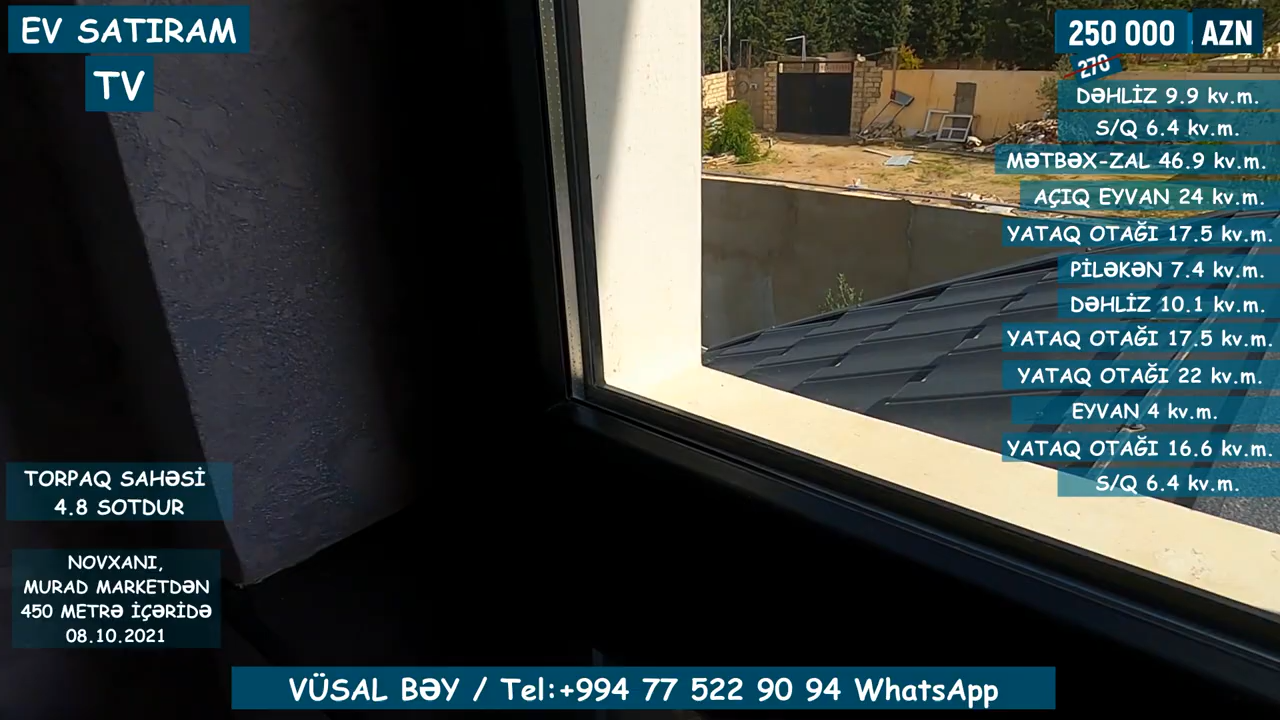 EV SATIRAM
TV
250 000 AZN
270
DƏHLİZ 9.9 kv.m.
S/Q 6.4 kv.m.
MƏTBƏX-ZAL 46.9 kv.m.
AÇIQ EYVAN 24 kv.m.
YATAQ OTAĞI 17.5 kv.m.
PİLƏKƏN 7.4 kv.m.
DƏHLİZ 10.1 kv.m.
YATAQ OTAĞI 17.5 kv.m.
YATAQ OTAĞI 22 kv.m.
EYVAN 4 kv.m.
YATAQ OTAĞI 16.6 kv.m.
S/Q 6.4 kv.m.
TORPAQ SAHƏSİ
4.8 SOTDUR
NOVXANI,
MURAD MARKETDƏN
450 METRƏ İÇƏRİDƏ
08.10.2021
VÜSAL BƏY / Tel:+994 77 522 90 94 WhatsApp